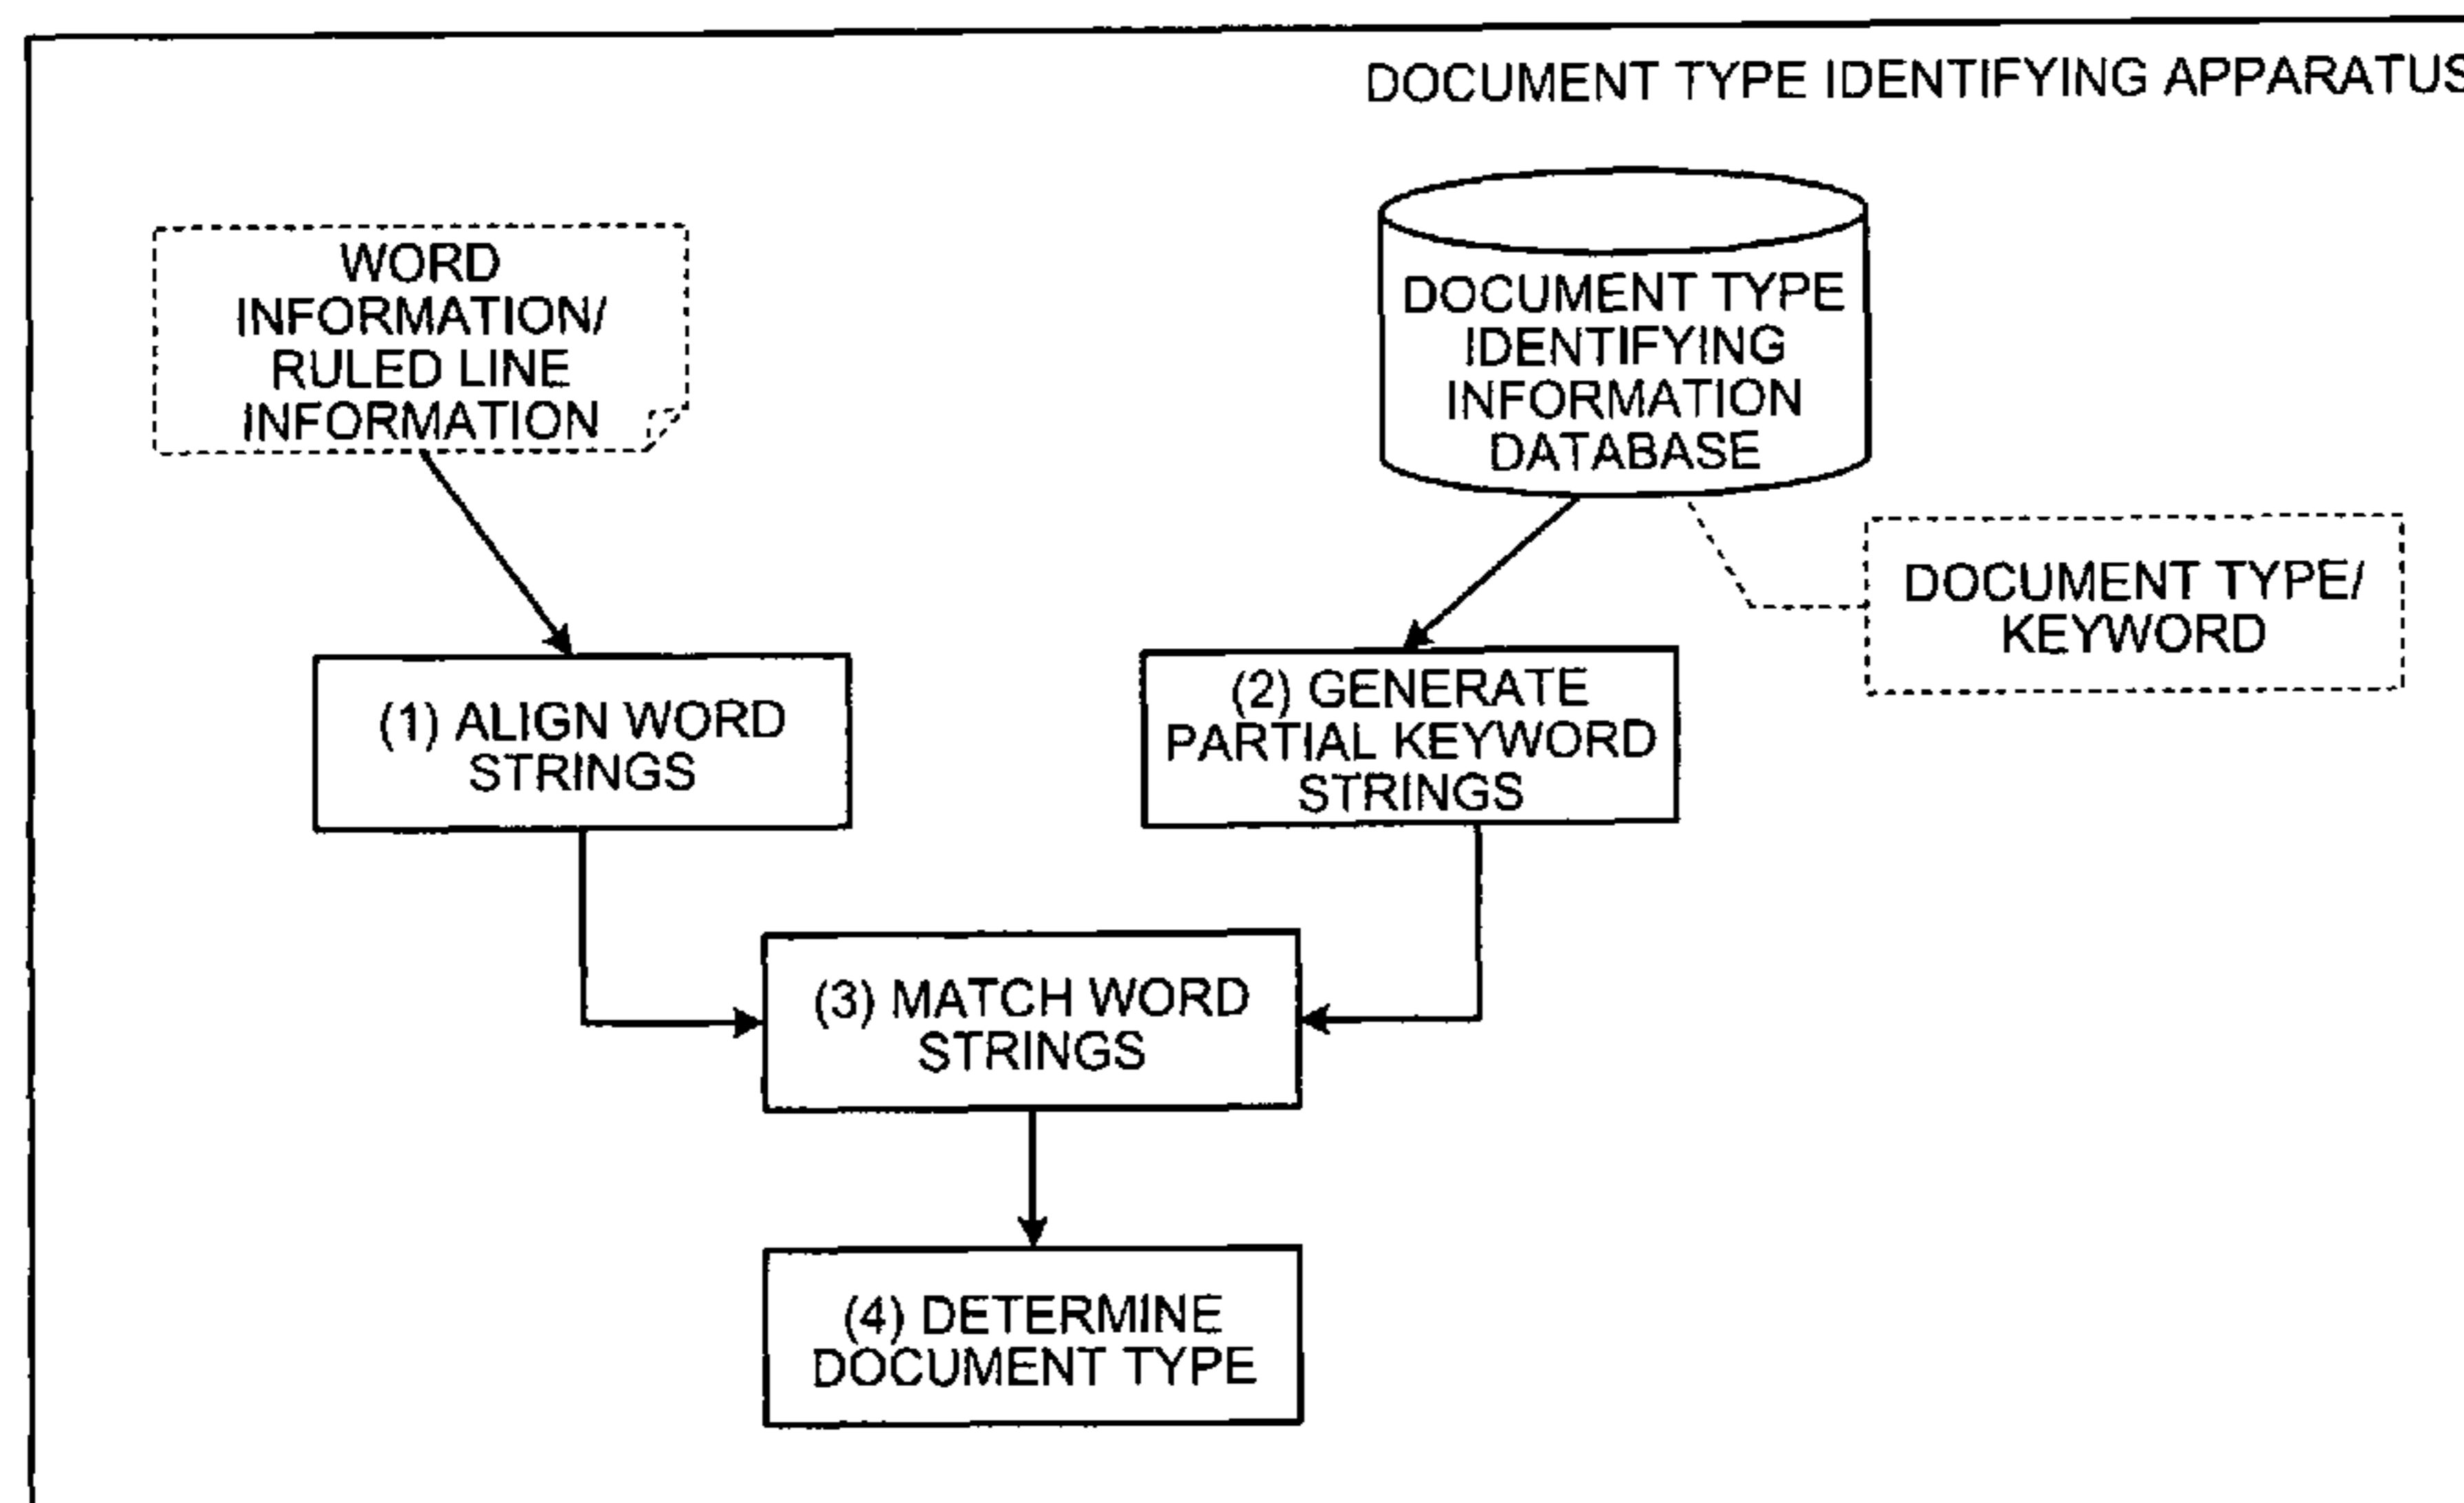 DOCUMENT TYPE IDENTIFYING APPARATUS
WORD
INFORMATION/
RULED LINE
INFORMATION
DOCUMENT TYPE
IDENTIFYING
INFORMATION
DATABASE
DOCUMENT TYPE/
KEYWORD
(1) ALIGN WORD
STRINGS
(2) GENERATE
PARTIAL KEYWORD
STRINGS
(3) MATCH WORD
STRINGS
(4) DETERMINE
DOCUMENT TYPE